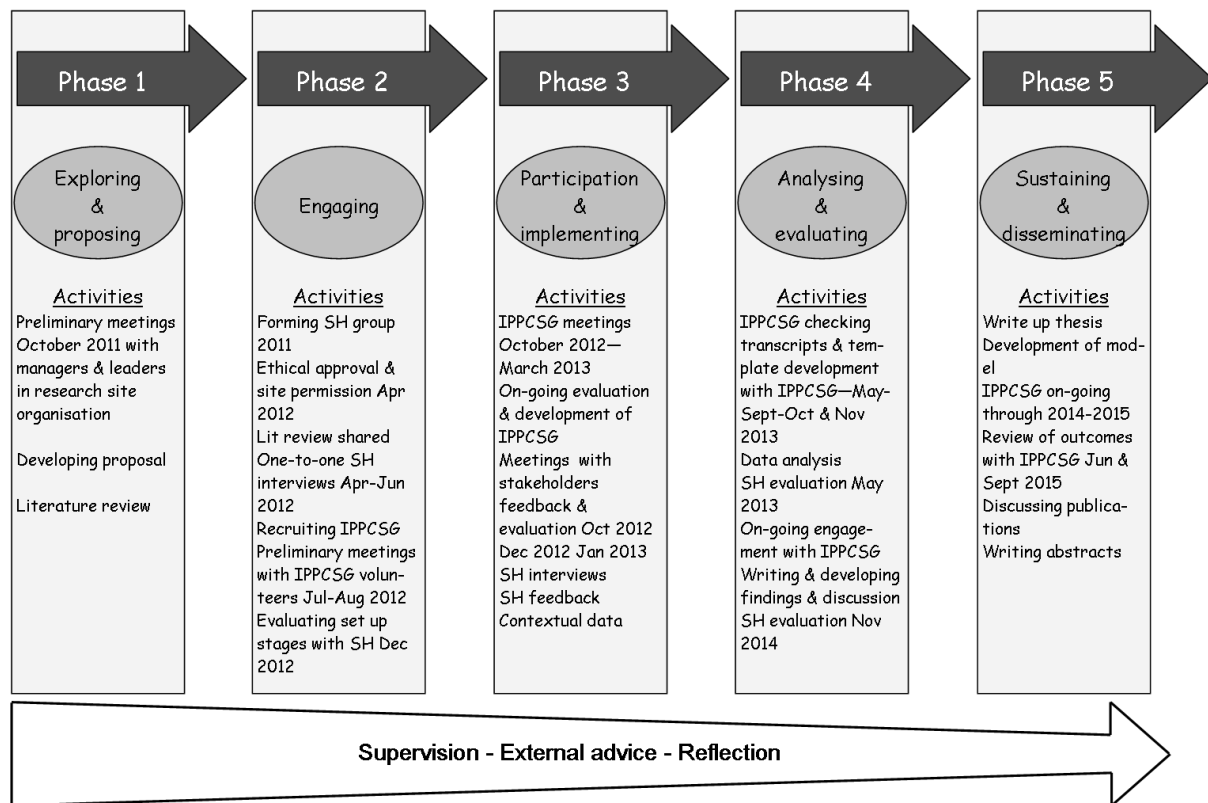 Phase 1
Exploring
&
proposing
Activities
Preliminary meetings
October 2011 with
managers & leaders
in research site
organisation
Developing proposal
Literature review
Phase 2
Engaging
Activities
Forming SH group
2011
Ethical approval &
site permission Apr
2012
Lit review shared
One-to-one SH
interviews Apr-Jun
2012
Recruiting IPPCSG
Preliminary meetings
with IPPCSG volun-
teers Jul-Aug 2012
Evaluating set up
stages with SH Dec
2012
Phase 3
Participation
&
implementing
Activities
IPPCSG meetings
October 2012—
March 2013
On-going evaluation
& development of
IPPCSG
Meetings with
stakeholders
feedback &
evaluation Oct 2012
Dec 2012 Jan 2013
SH interviews
SH feedback
Contextual data
Phase 4
Analysing
&
evaluating
Activities
IPPCSG checking
transcripts & tem-
plate development
with IPPCSG—May-
Sept-Oct & Nov
2013
Data analysis
SH evaluation May
2013
On-going engage-
ment with IPPCSG
Writing & developing
findings & discussion
SH evaluation Nov
2014
Phase 5
Sustaining
&
disseminating
Activities
Write up thesis
Development of mod-
el
IPPCSG on-going
through 2014-2015
Review of outcomes
with IPPCSG Jun &
Sept 2015
Discussing publica-
tions
Writing abstracts
Supervision - External advice - Reflection